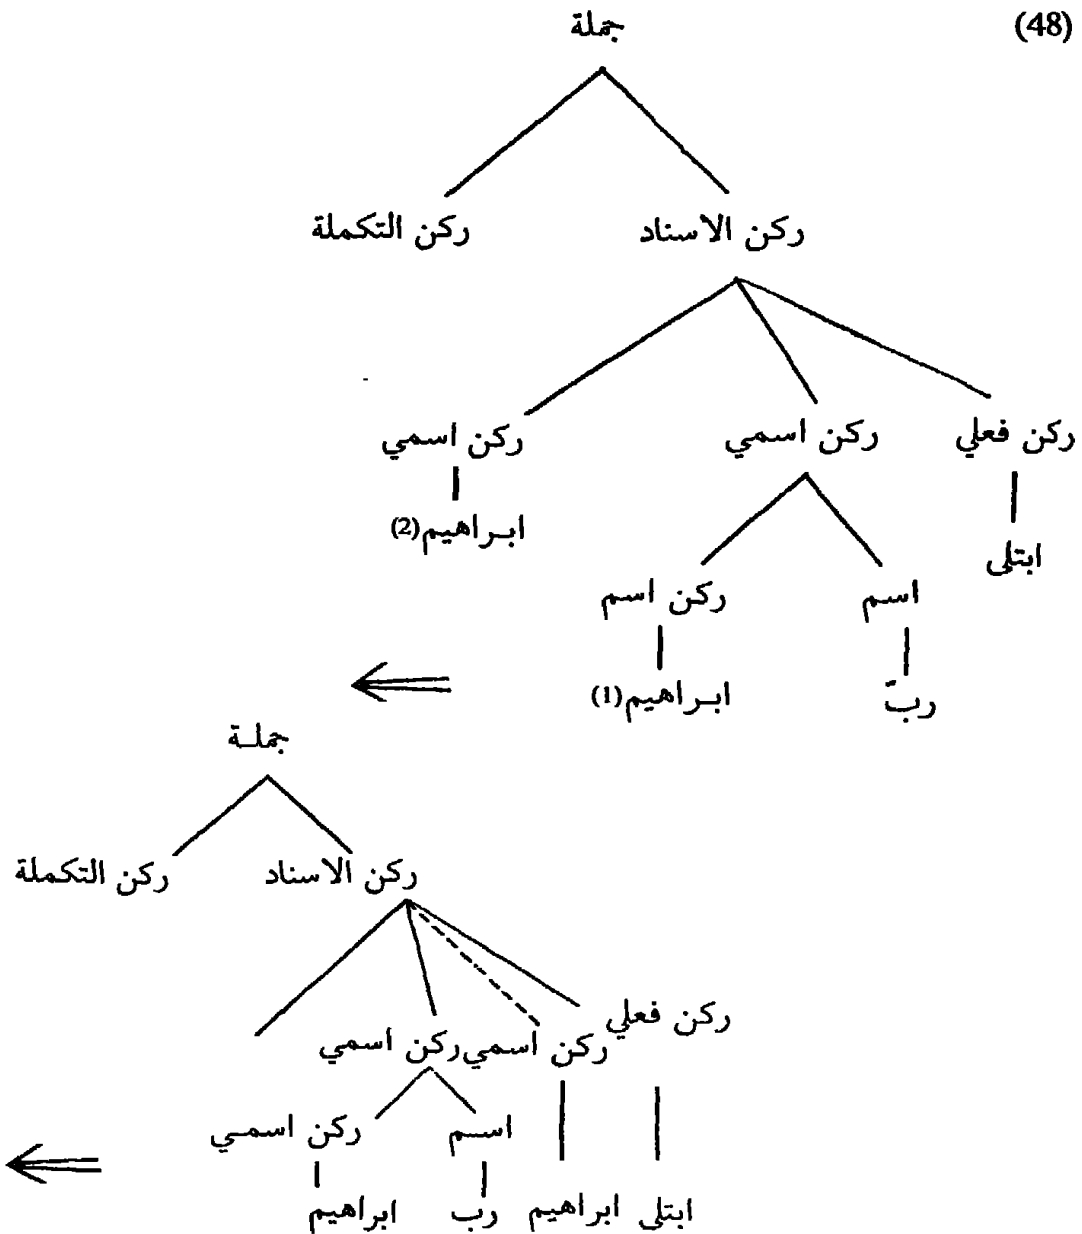 (48)
جملة
ركن الاسناد ركن التكملة
ركن فعلي ركن اسمي ركن اسمي
ابتلى ابراهيم(2)
اسم ركن اسم
ربّ ابراهيم(1)
جملة
ركن الاسناد ركن التكملة
ركن فعلي ركن اسمي ركن اسمي
اسم ركن اسمي
ابتلى ابراهيم رب ابراهيم